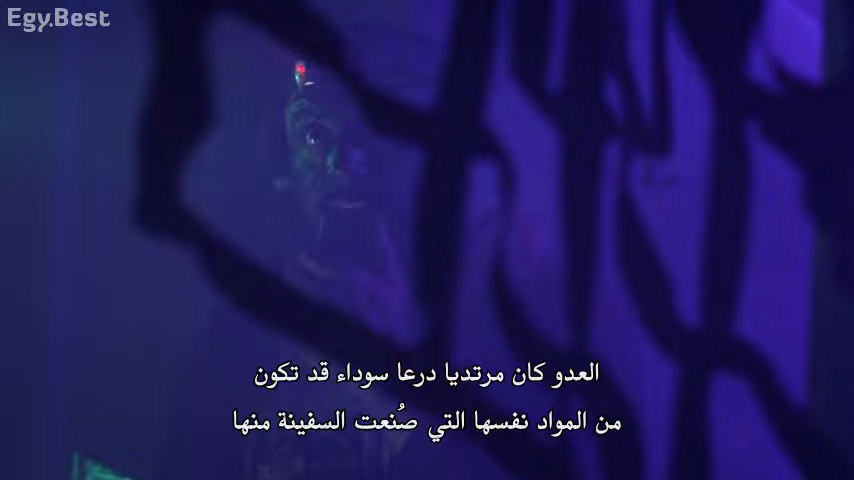 Egy.Best
العدو كان مرتديا درعا سوداء قد تكون
من المواد نفسها التي صُنعت السفينة منها